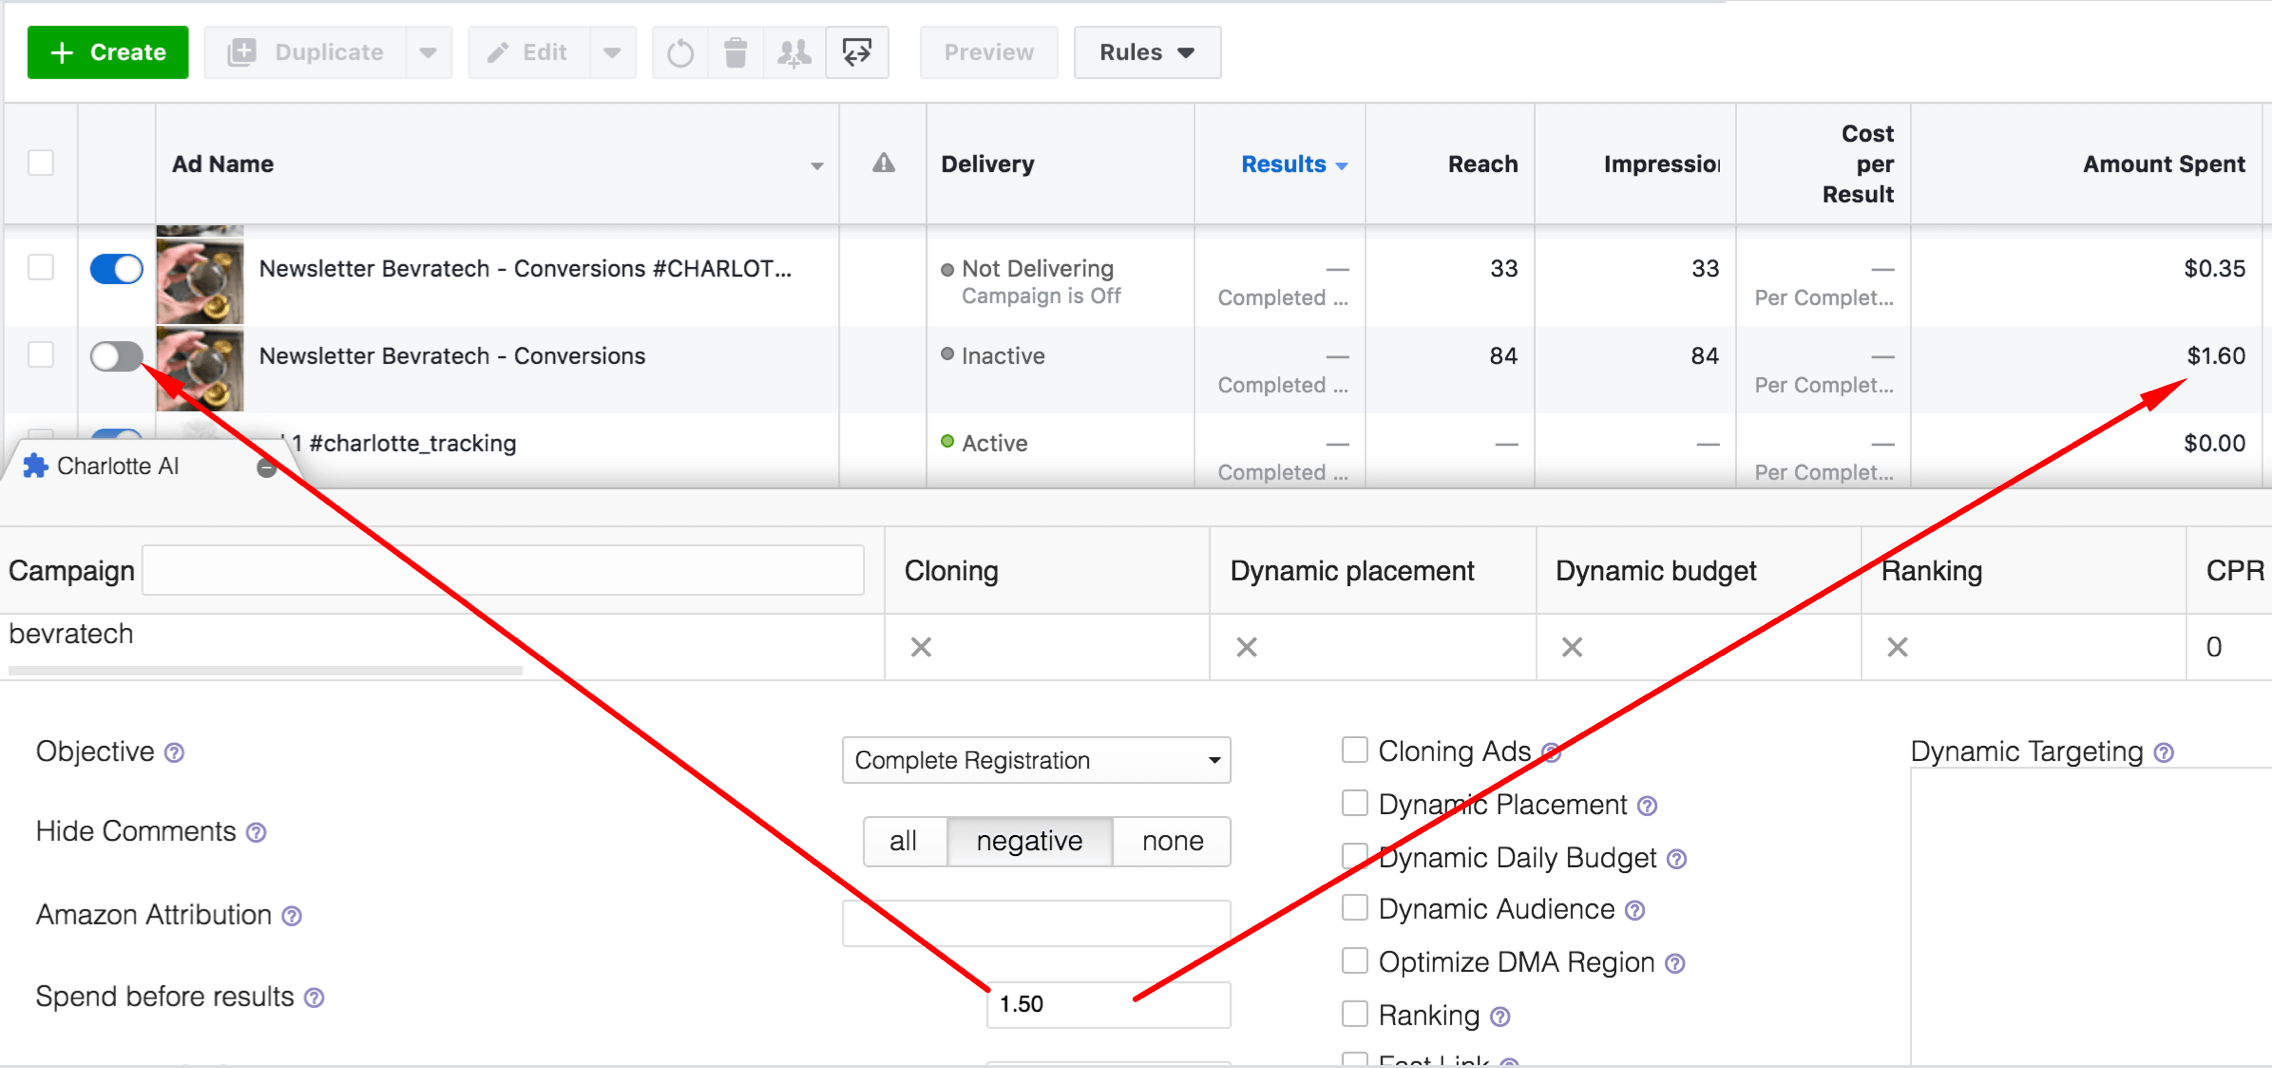 + Create Duplicate Edit Preview Rules
Ad Name Delivery Results Reach Impression Cost per Result Amount Spent
Newsletter Bevratech - Conversions #CHARLOT... Not Delivering — 33 33 — $0.35
Campaign is Off Completed ... Per Complet...
Newsletter Bevratech - Conversions Inactive — 84 84 — $1.60
Completed ... Per Complet...
1 #charlotte_tracking Active — — — — $0.00
Completed ... Per Complet...
Charlotte AI
Campaign Cloning Dynamic placement Dynamic budget Ranking CPR
bevratech 0
Objective Complete Registration Cloning Ads Dynamic Targeting
Dynamic Placement
Hide Comments all negative none
Dynamic Daily Budget
Amazon Attribution Dynamic Audience
Optimize DMA Region
Spend before results 1.50
Ranking
Fast Link